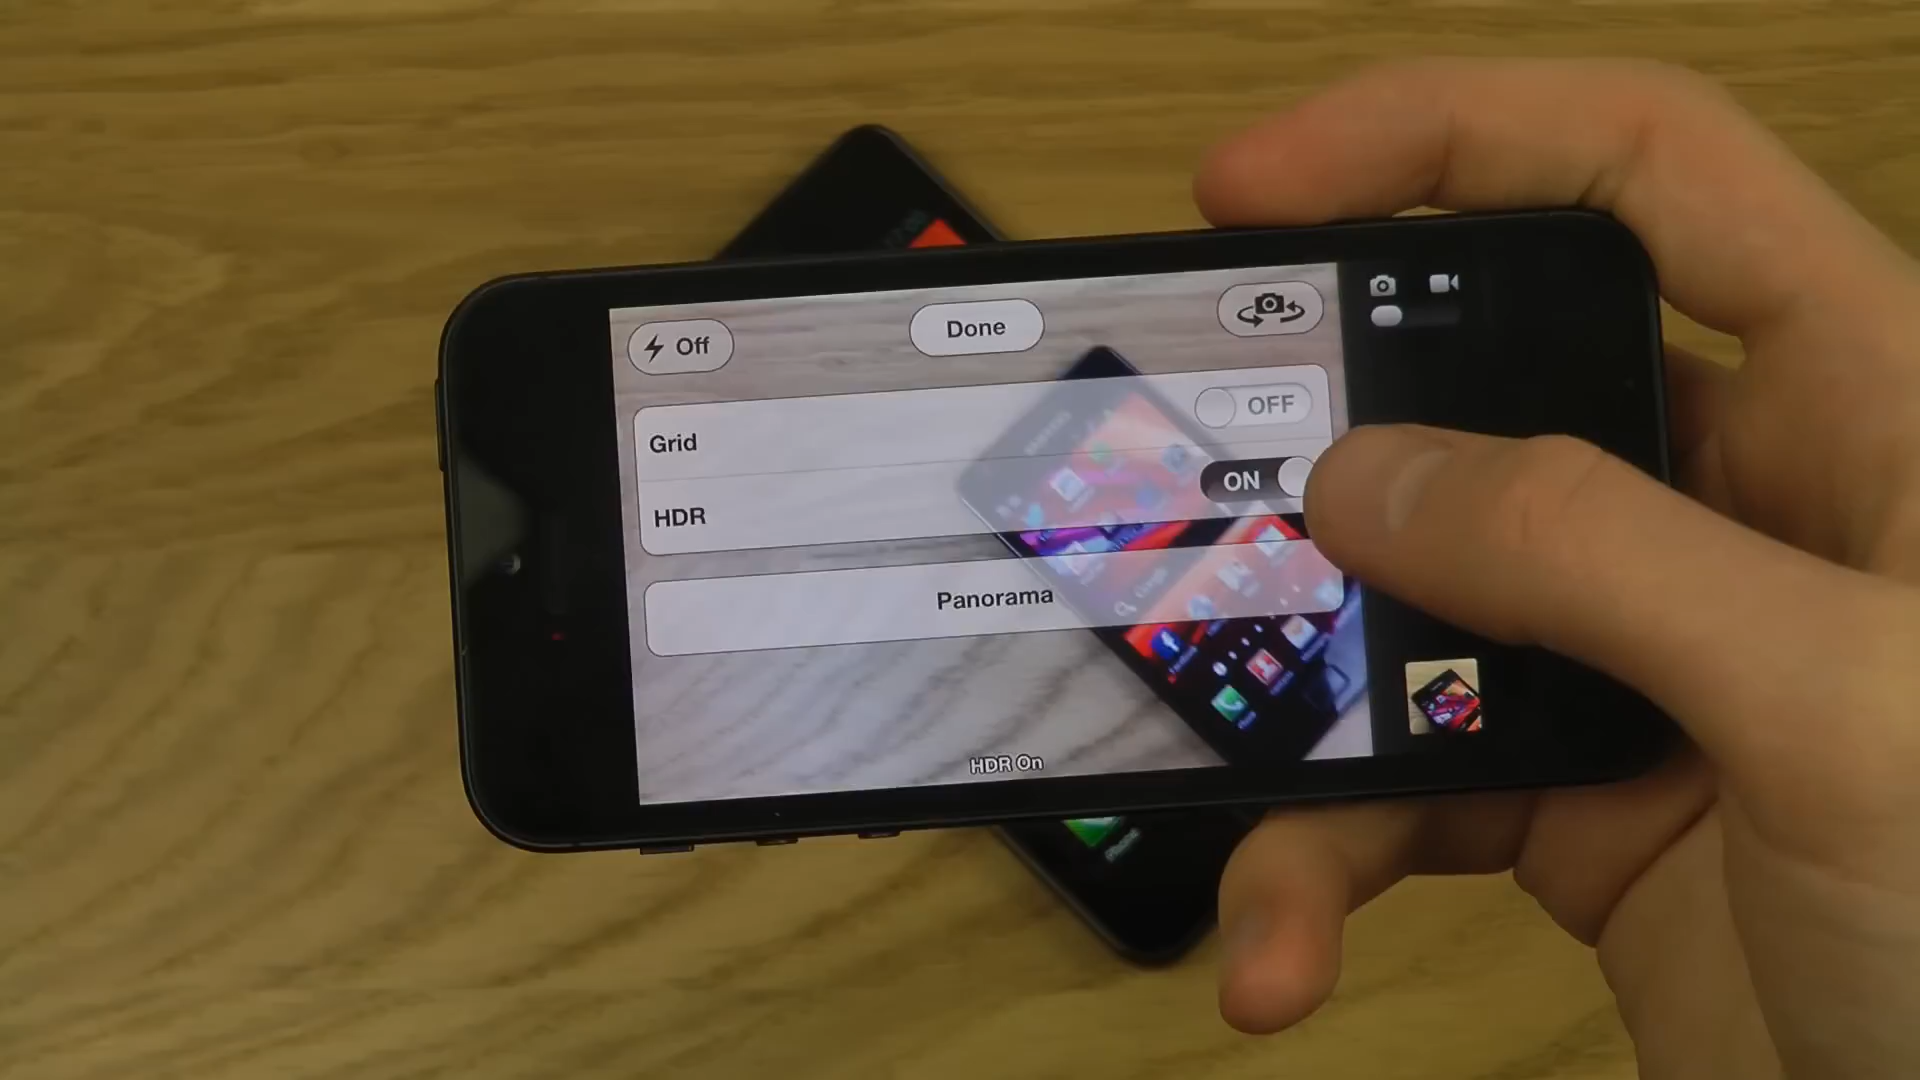 Off
Done
Grid
OFF
HDR
ON
Panorama
HDR On